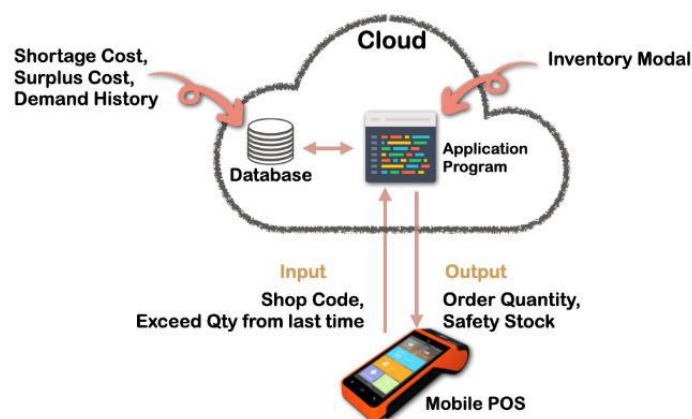 Cloud
Shortage Cost,
Surplus Cost,
Demand History
Inventory Modal
Database
Application
Program
Input
Shop Code,
Exceed Qty from last time
Output
Order Quantity,
Safety Stock
Mobile POS